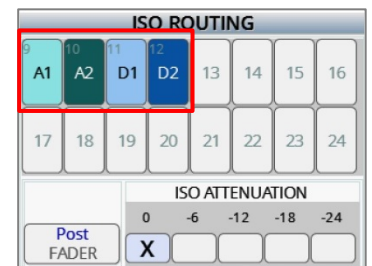 ISO ROUTING
9 10 11 12
A1 A2 D1 D2 13 14 15 16
17 18 19 20 21 22 23 24
ISO ATTENUATION
0 -6 -12 -18 -24
Post
FADER X